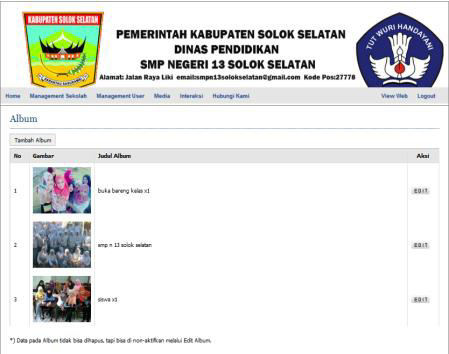 KABUPATEN SOLOK SELATAN
PEMERINTAH KABUPATEN SOLOK SELATAN
DINAS PENDIDIKAN
SMP NEGERI 13 SOLOK SELATAN
Alamat: Jalan Raya Liki email:smpn13solokselatan@gmail.com Kode Pos:27778
TUT WURI HANDAYANI
Home Management Sekolah Management User Media Interaksi Hubungi Kami View Web Logout
Album
Tambah Album
No Gambar Judul Album Aksi
1 buka bareng kelas x1 EDIT
2 smp n 13 solok selatan EDIT
3 siswa x1 EDIT
*) Data pada Album tidak bisa dihapus, tapi bisa di non-aktifkan melalui Edit Album.